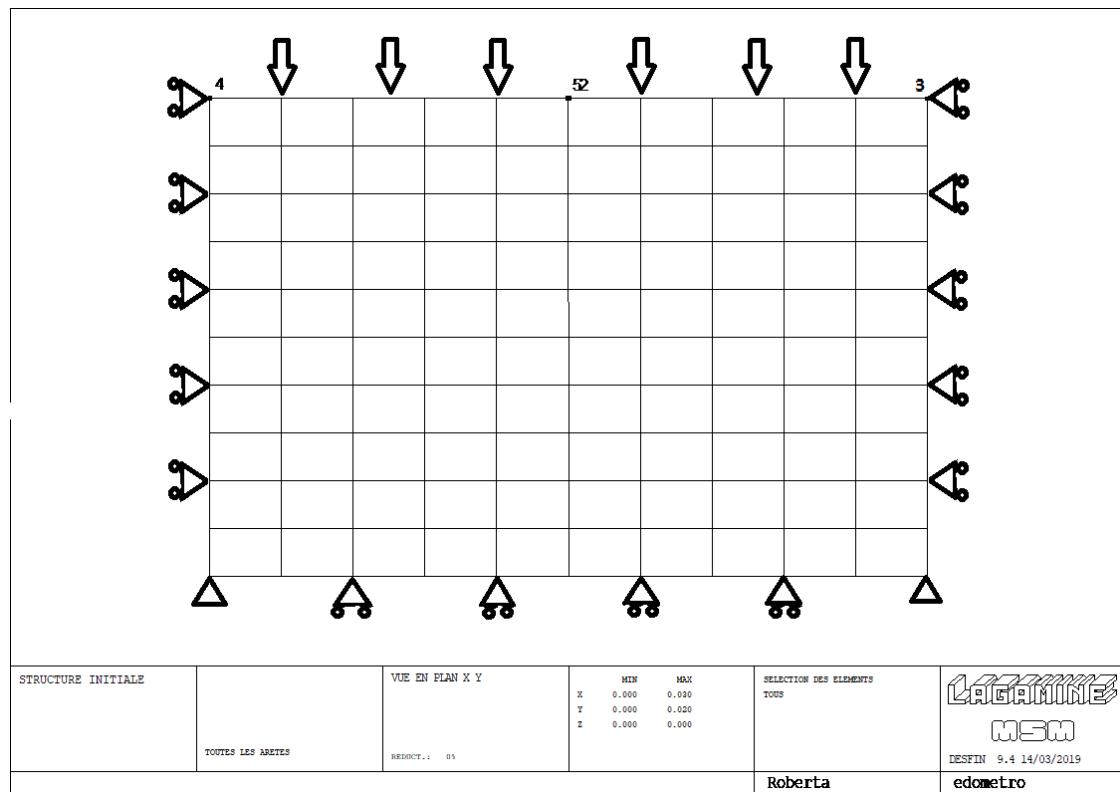 4
52
3
STRUCTURE INITIALE
TOUTES LES ARETES
VUE EN PLAN X Y
REDUCT.: 0%
MIN MAX
X 0.000 0.030
Y 0.000 0.020
Z 0.000 0.000
SELECTION DES ELEMENTS
TOUS
LAGAMINE
MSM
DESFIN 9.4 14/03/2019
Roberta
edometro